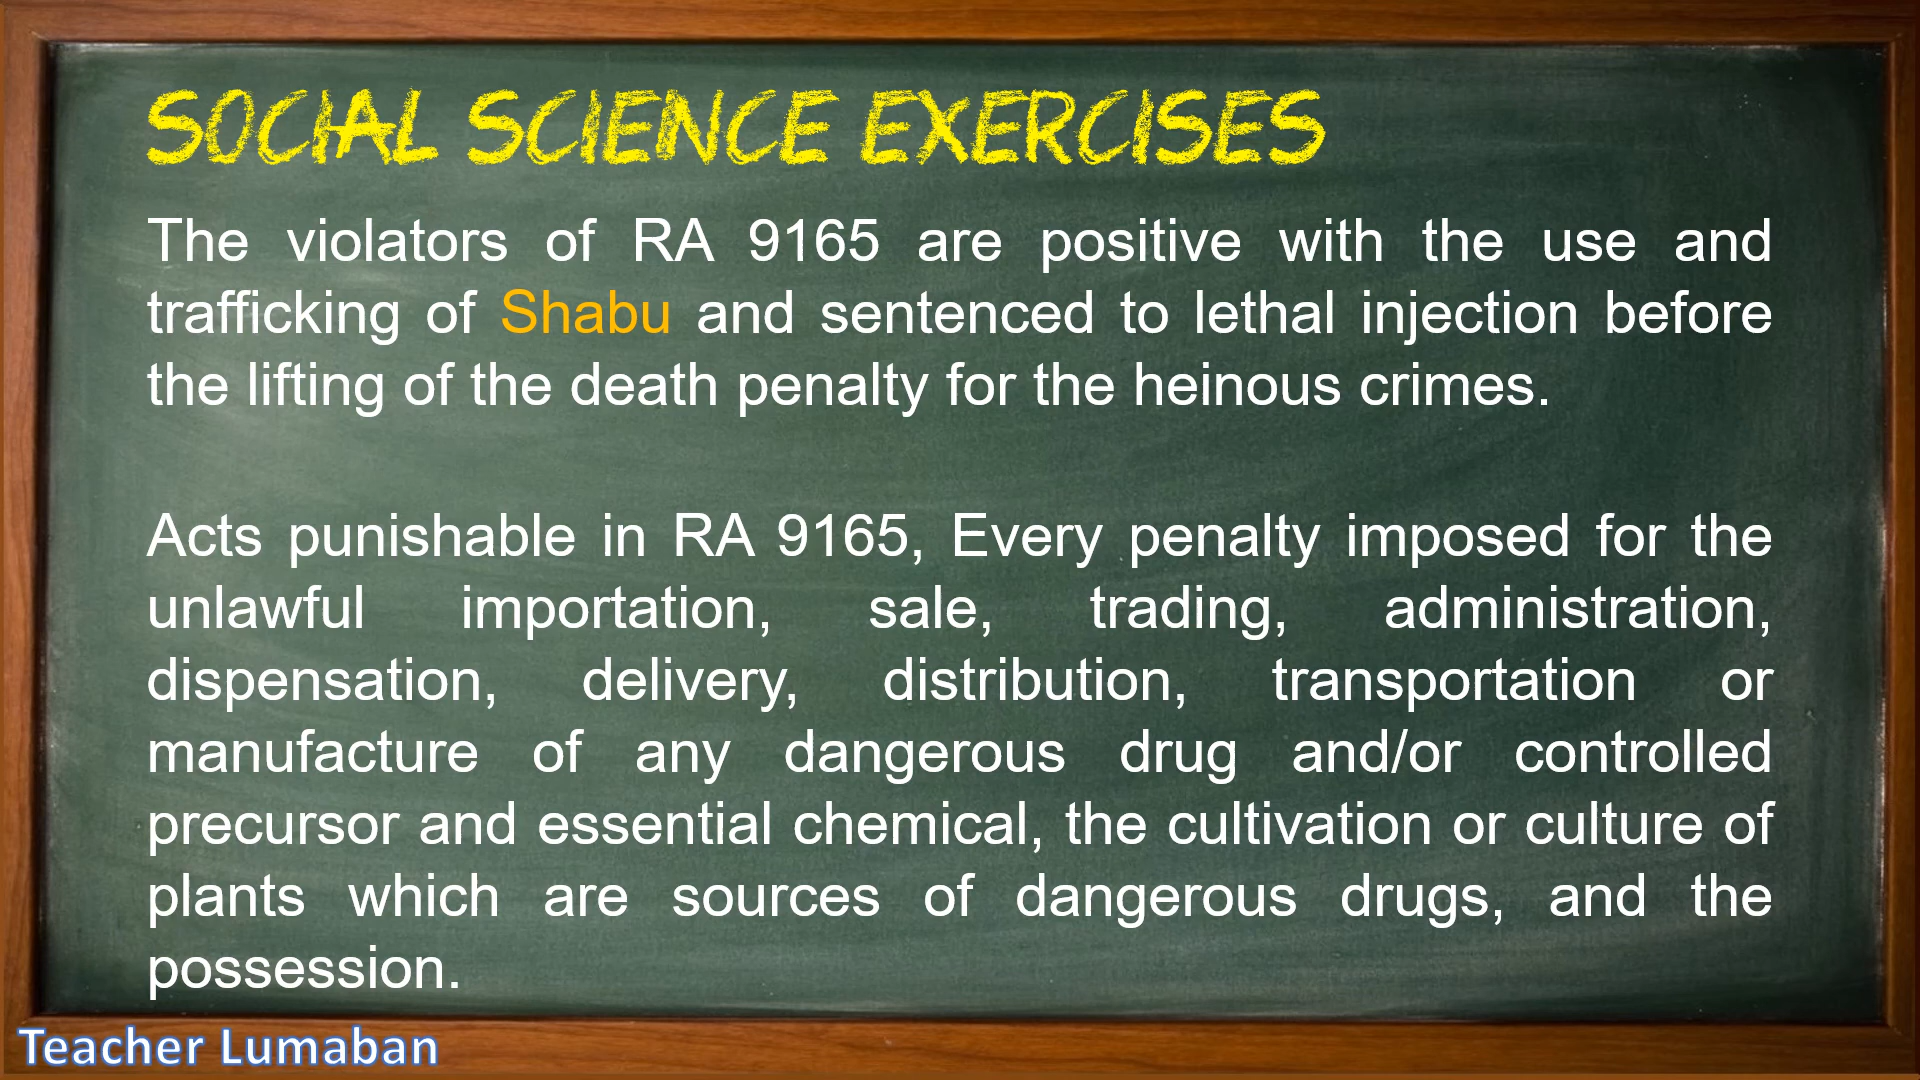 SOCIAL SCIENCE EXERCISES
The violators of RA 9165 are positive with the use and
trafficking of Shabu and sentenced to lethal injection before
the lifting of the death penalty for the heinous crimes.
Acts punishable in RA 9165, Every penalty imposed for the
unlawful importation, sale, trading, administration,
dispensation, delivery, distribution, transportation or
manufacture of any dangerous drug and/or controlled
precursor and essential chemical, the cultivation or culture of
plants which are sources of dangerous drugs, and the
possession.
Teacher Lumaban